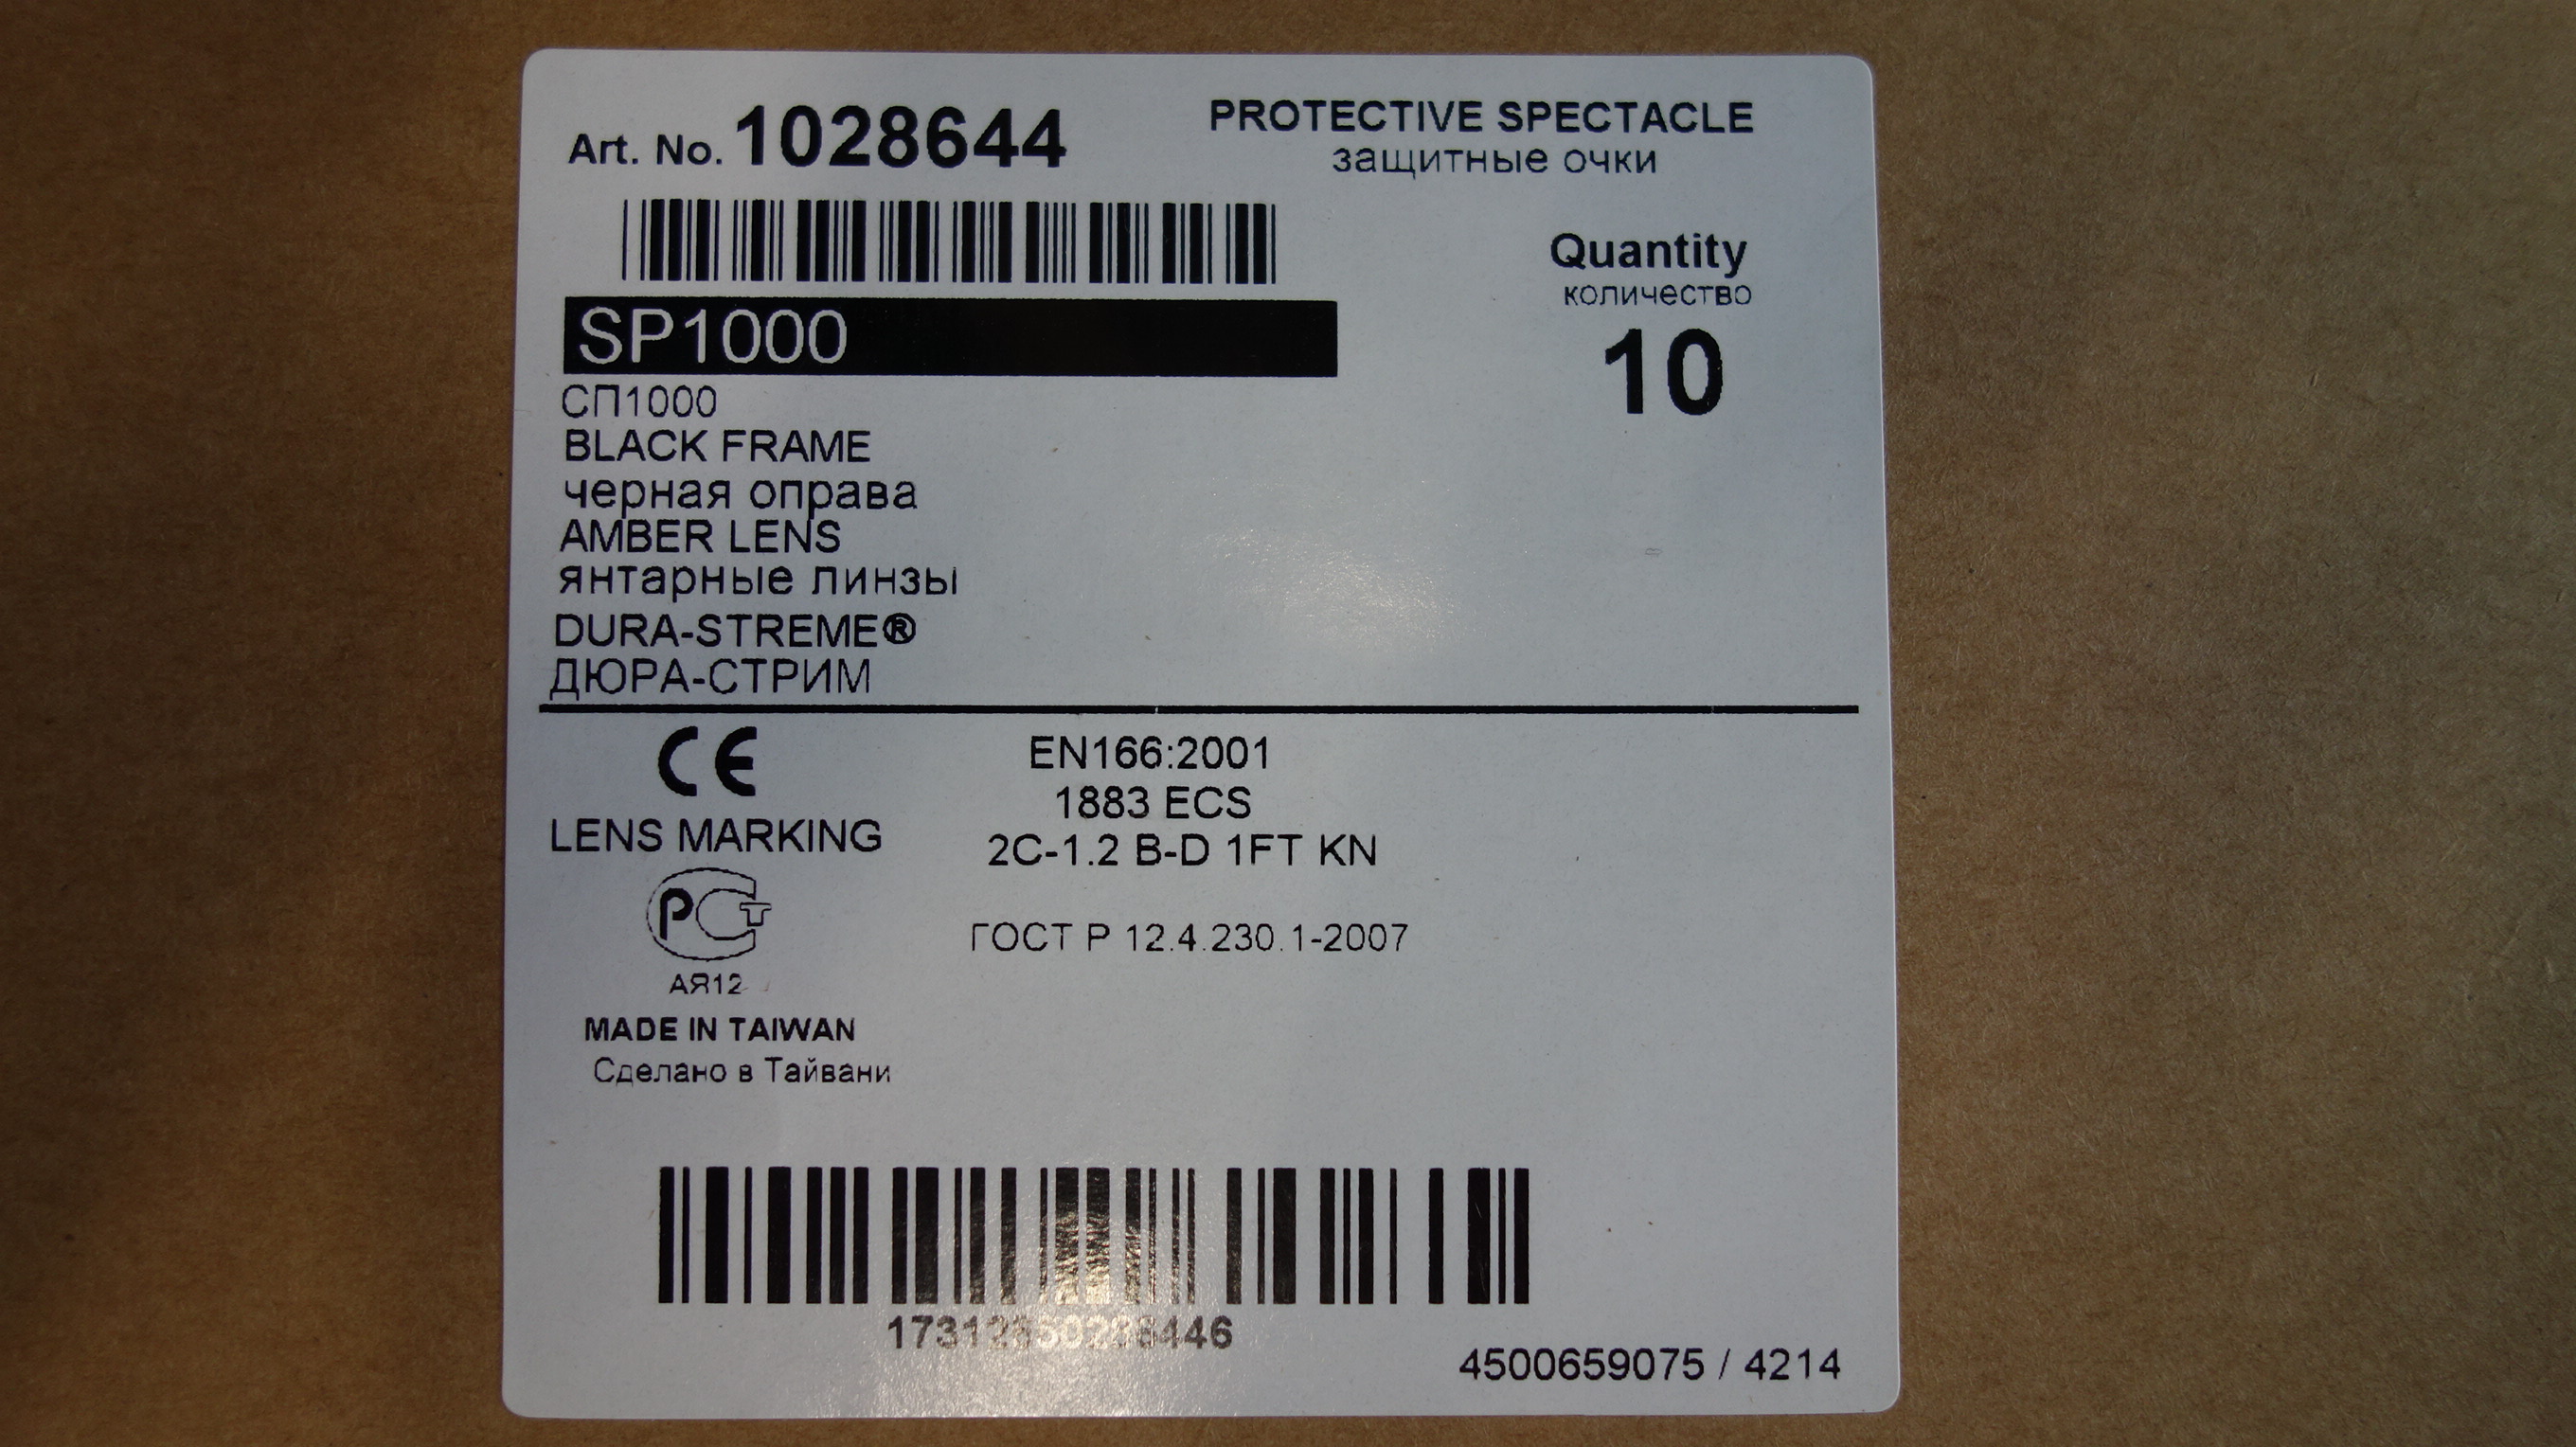 Art. No. 1028644
PROTECTIVE SPECTACLE
защитные очки
Quantity
количество
10
SP1000
СП1000
BLACK FRAME
черная оправа
AMBER LENS
янтарные линзы
DURA-STREME®
ДЮРА-СТРИМ
CE
EN166:2001
1883 ECS
LENS MARKING
2C-1.2 B-D 1FT KN
РСТ
ГОСТ Р 12.4.230.1-2007
АЯ12
MADE IN TAIWAN
Сделано в Тайвани
4500659075 / 4214